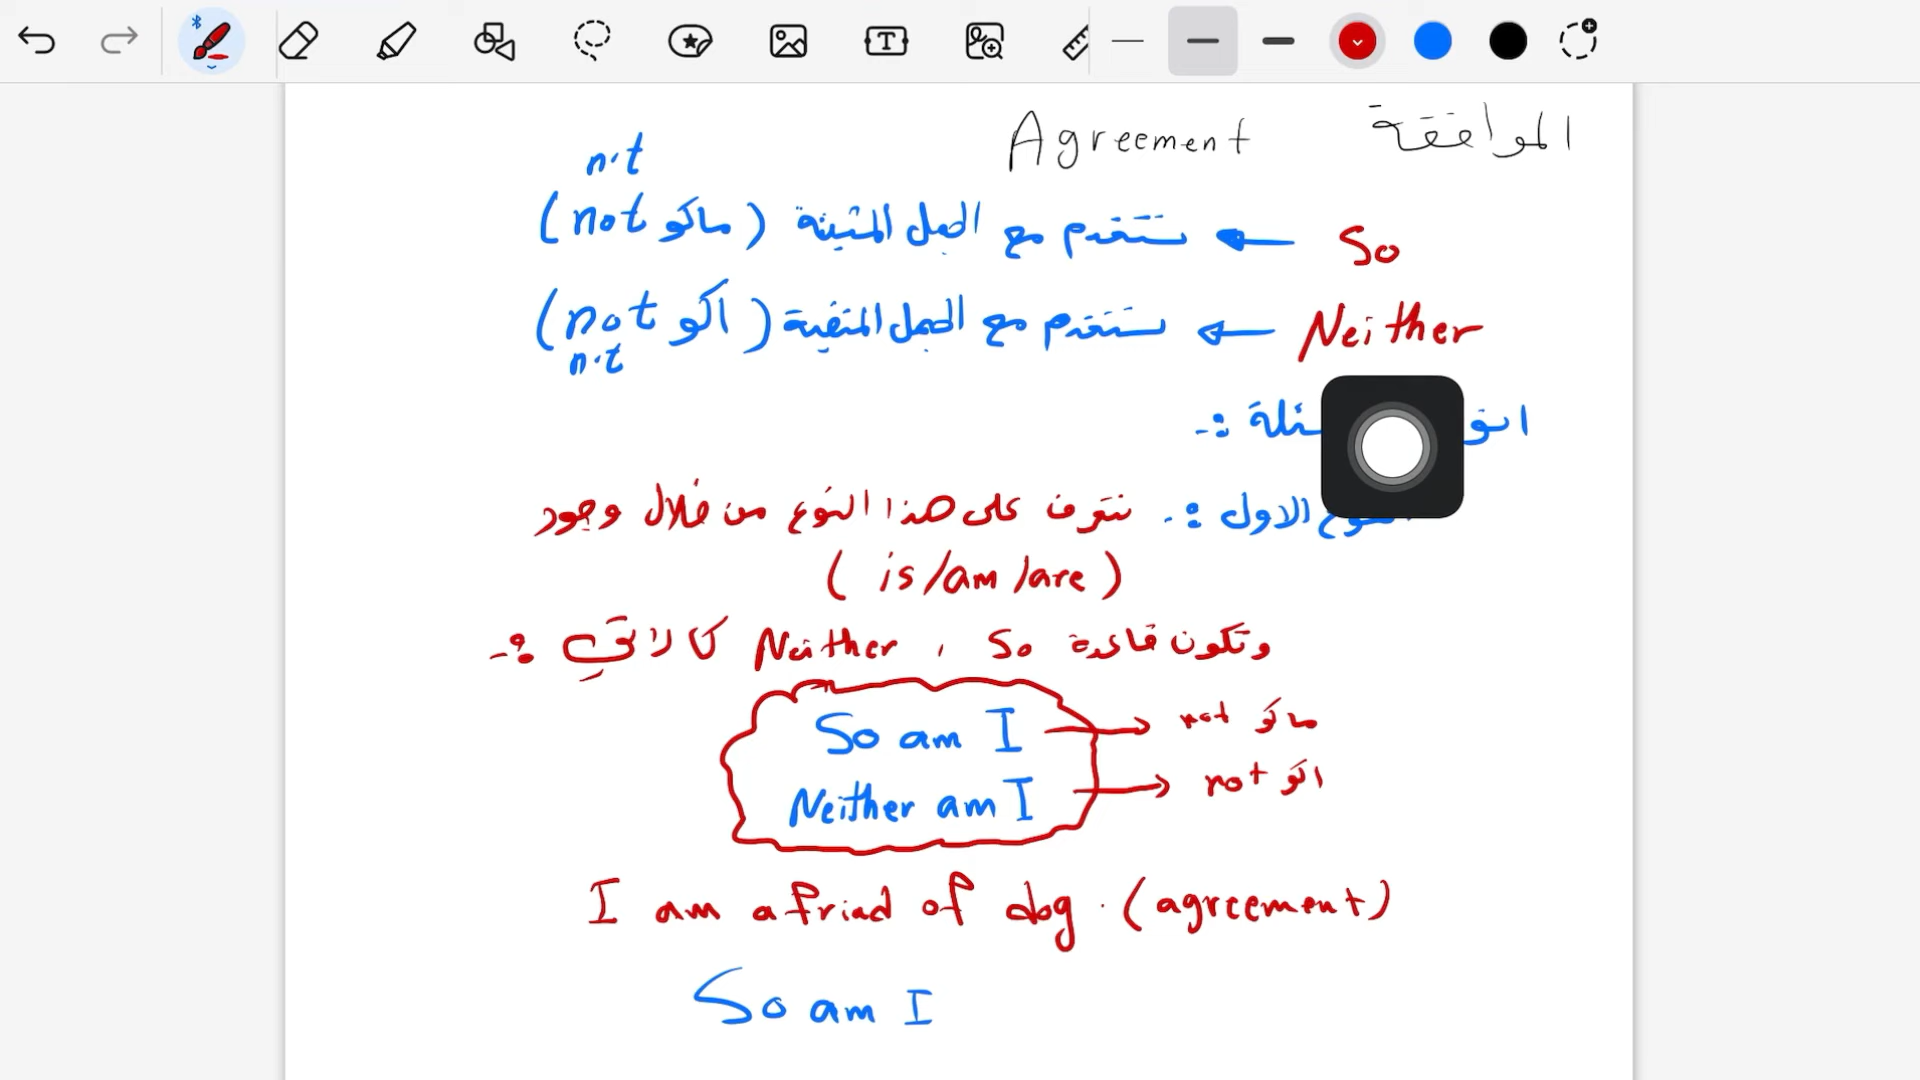 Agreement الموافقة
n't
So ← تستخدم مع الجمل المثبتة (ماكو not)
Neither ← تستخدم مع الجمل المنفية (اكو not)
n't
:-
الاول :- نتعرف على هذا النوع من خلال وجود
( is/am/are )
وتكون قاعدة So , Neither كالاتي :-
So am I → ماكو not
Neither am I → اكو not
I am afriad of dog. (agreement)
So am I